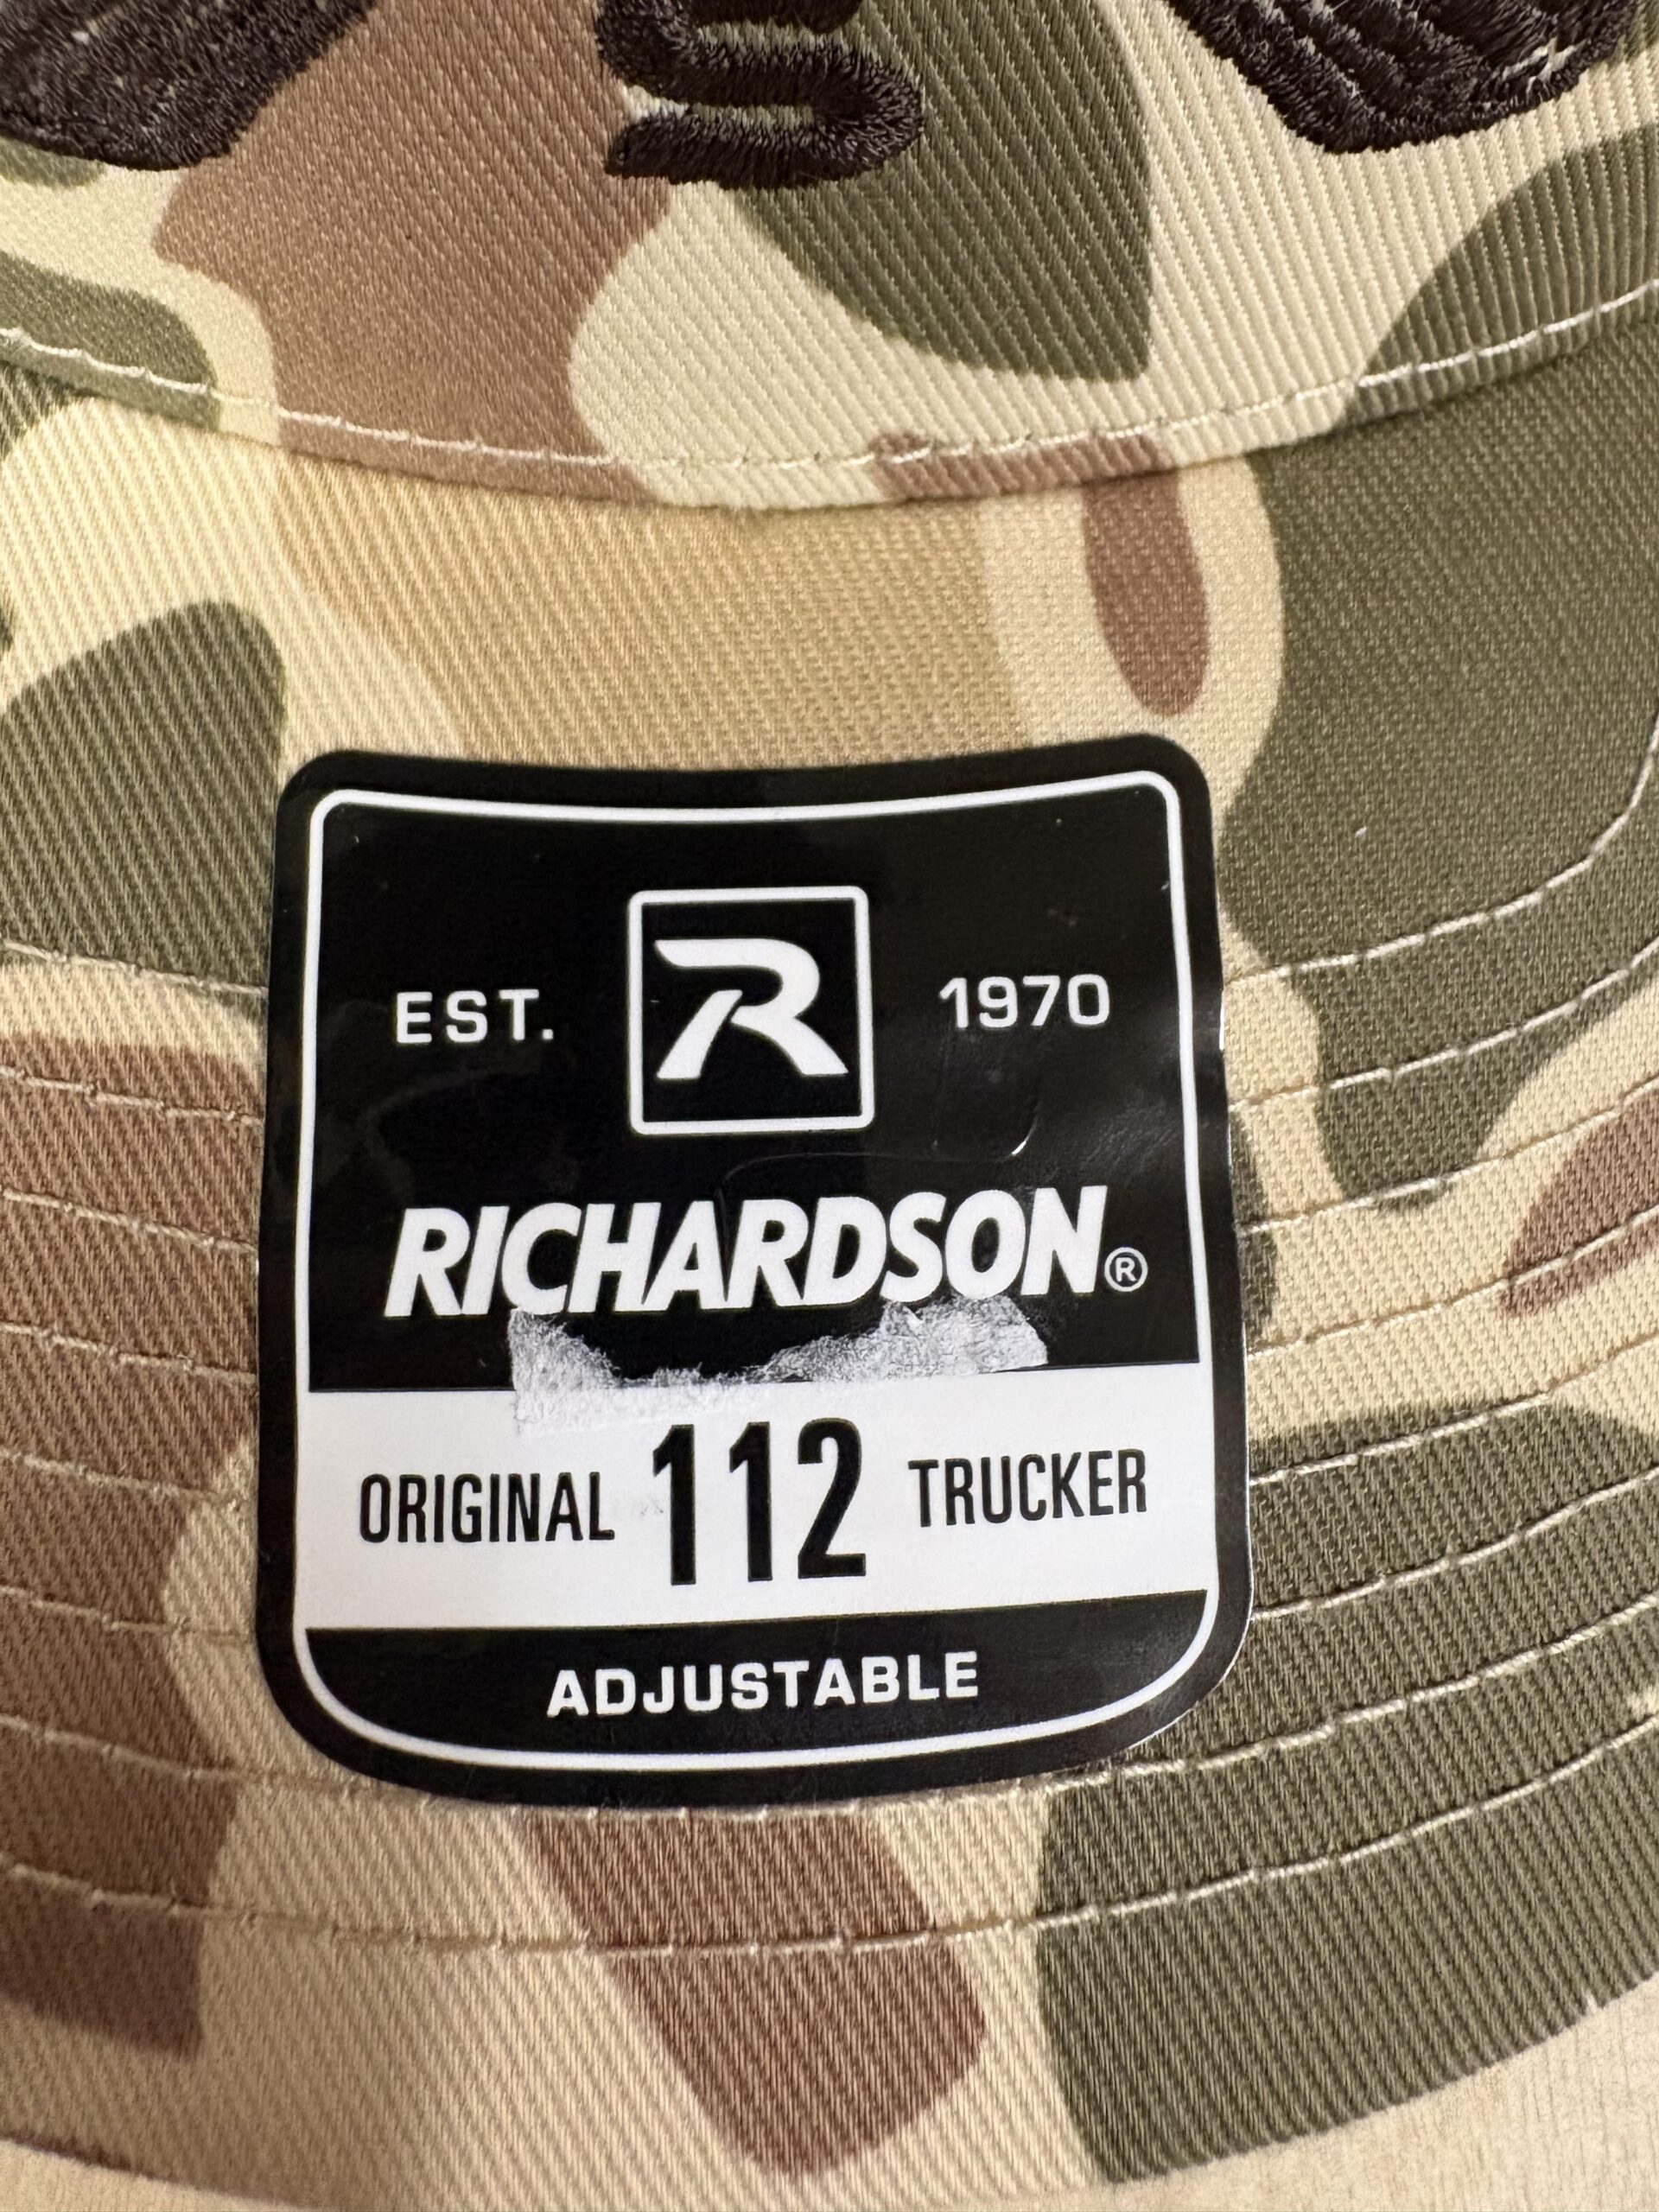 EST. R 1970
RICHARDSON®
ORIGINAL 112 TRUCKER
ADJUSTABLE